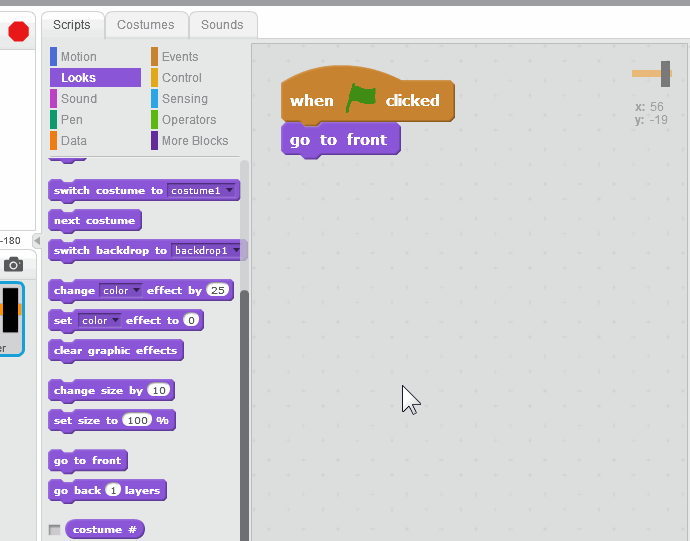 Scripts Costumes Sounds
Motion Events
Looks Control
Sound Sensing
Pen Operators
Data More Blocks
when clicked
go to front
x: 56
y: -19
switch costume to costume1
next costume
-180
switch backdrop to backdrop1
change color effect by 25
set color effect to 0
er
clear graphic effects
change size by 10
set size to 100 %
go to front
go back 1 layers
costume #